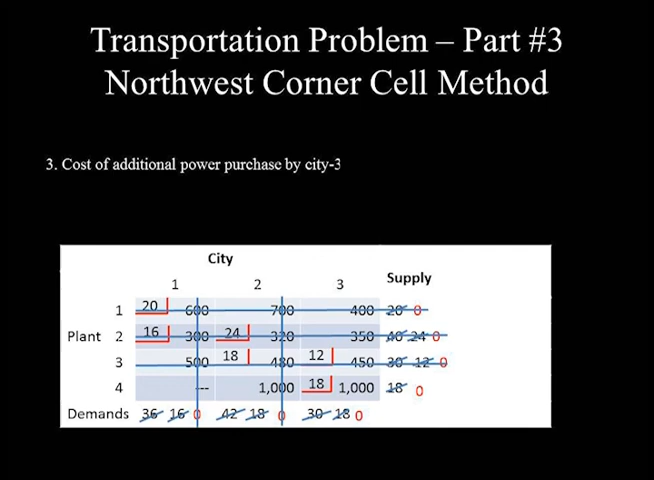 Transportation Problem – Part #3
Northwest Corner Cell Method
3. Cost of additional power purchase by city-3
City
1 2 3 Supply
1 20 600 700 400 20 0
Plant 2 16 300 24 320 350 40 24 0
3 500 18 480 12 450 30 12 0
4 --- 1,000 18 1,000 18 0
Demands 36 16 0 42 18 0 30 18 0